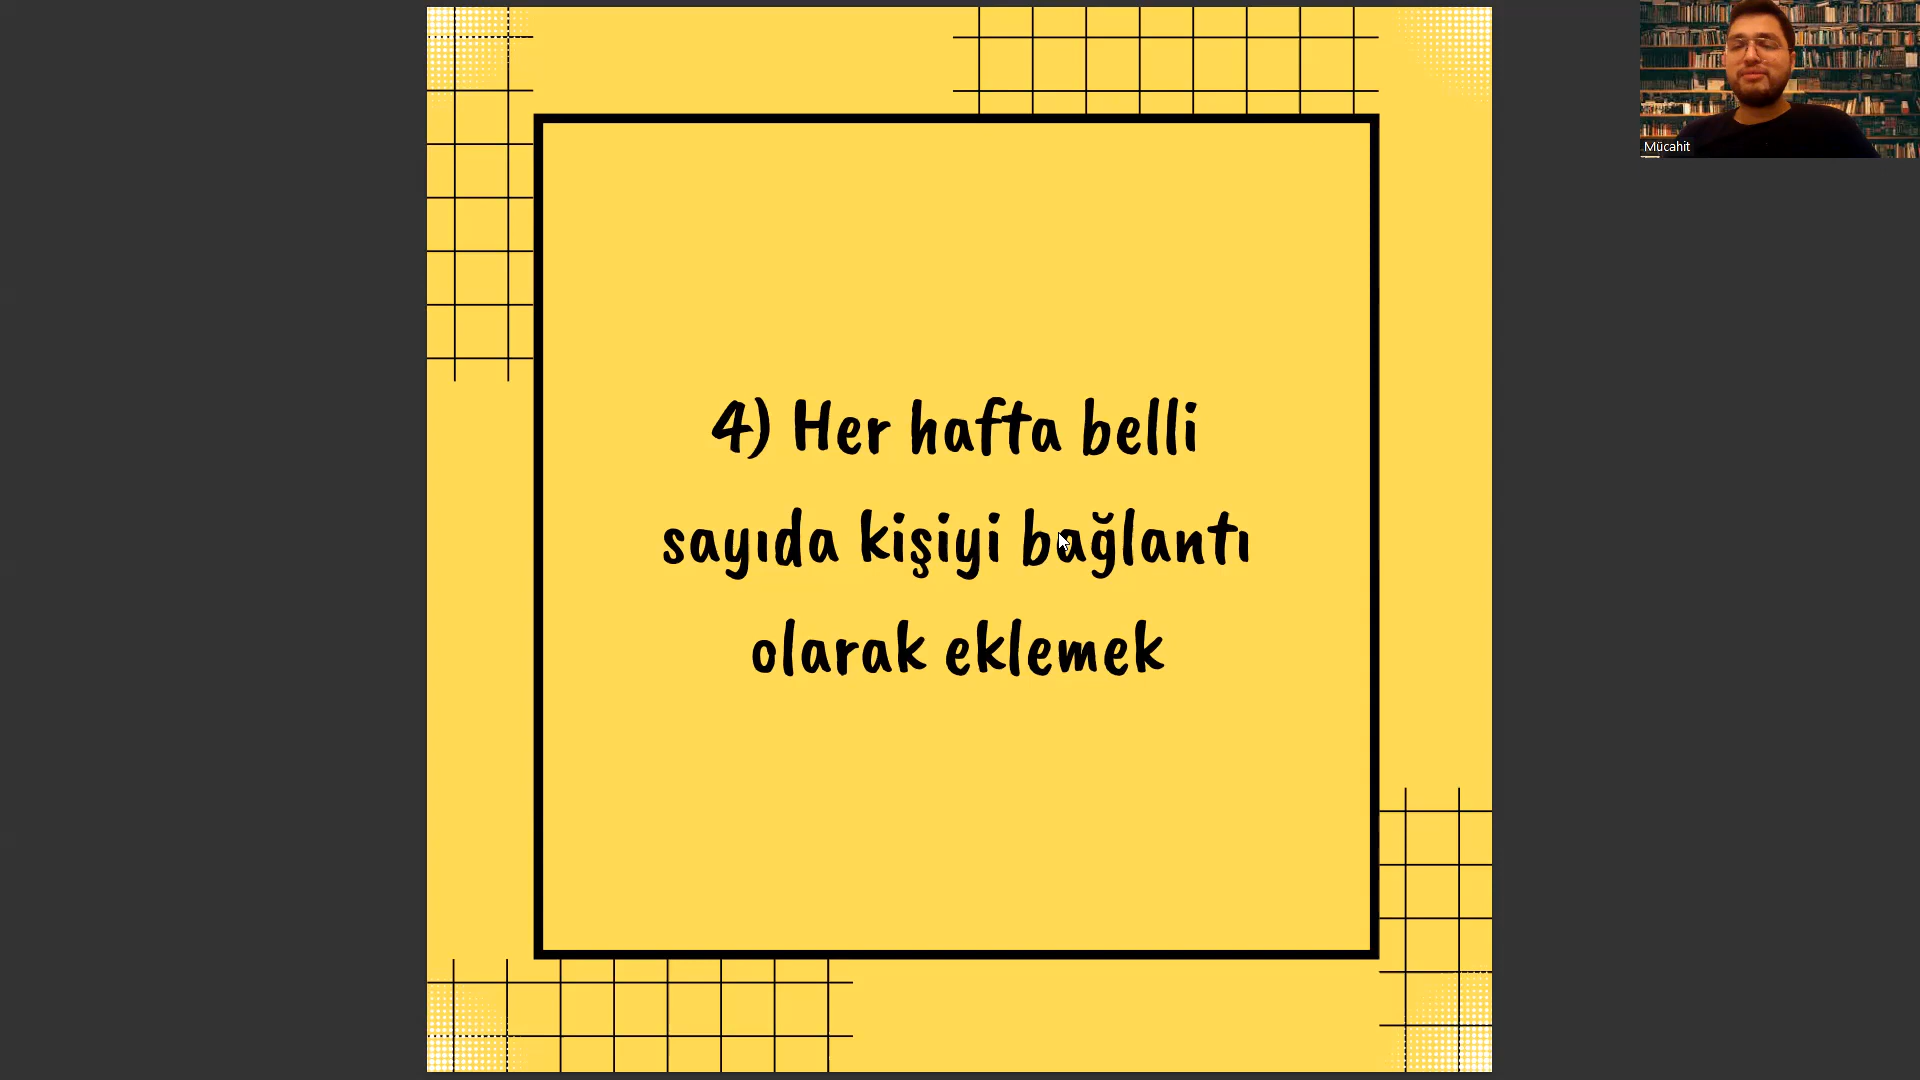 4) Her hafta belli
sayıda kişiyi bağlantı
olarak eklemek
Mücahit